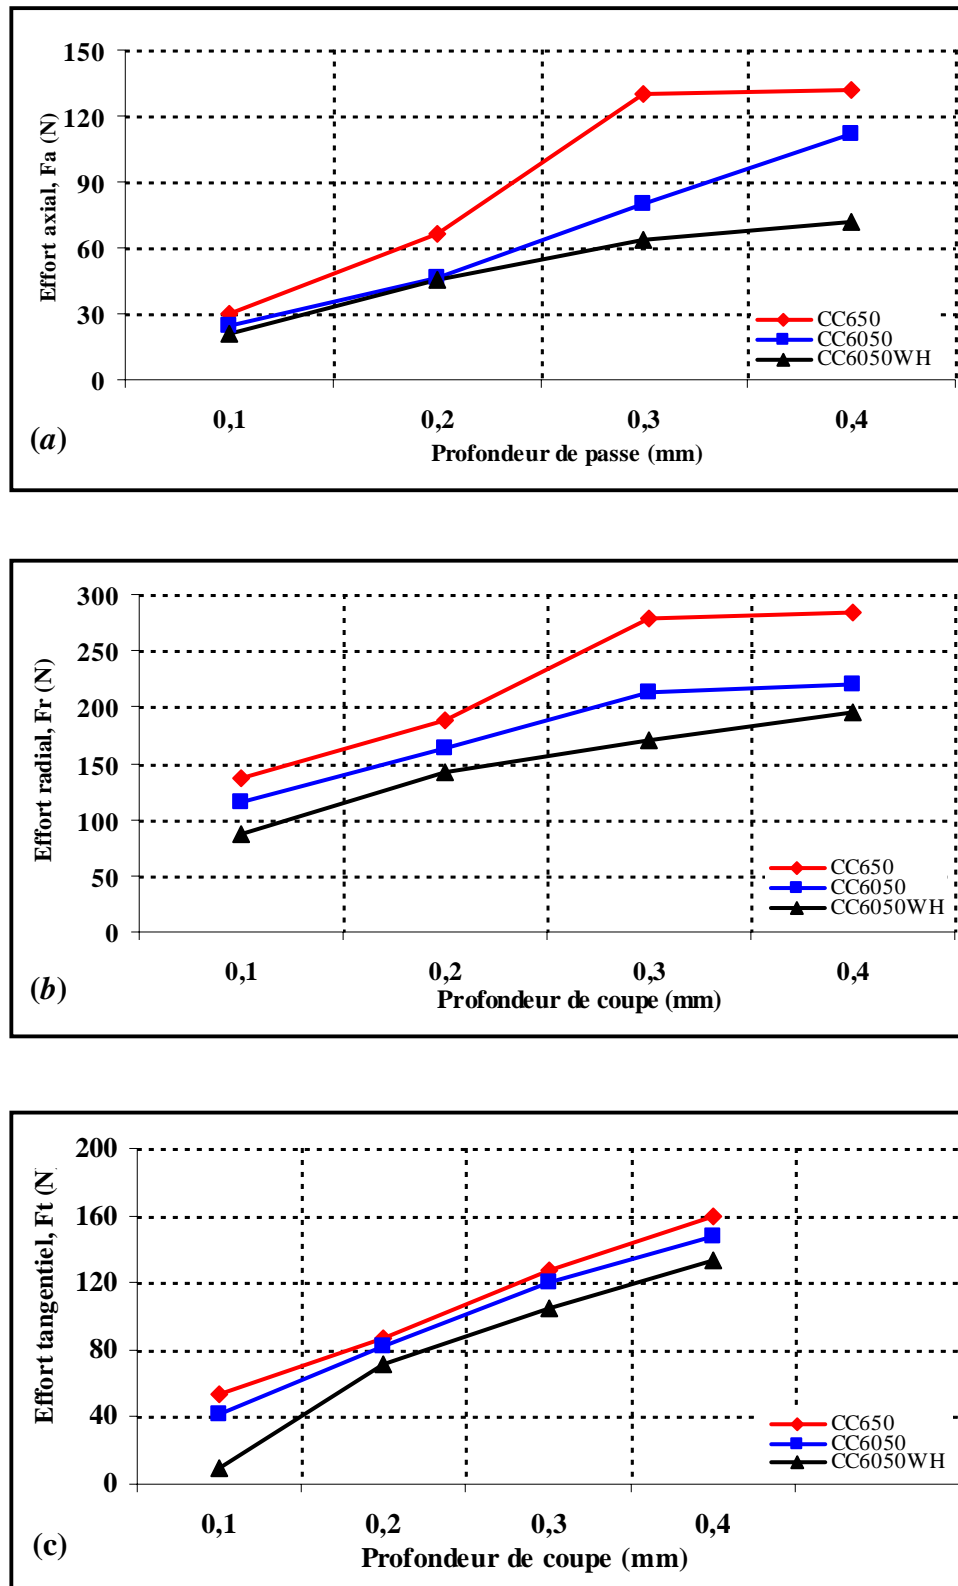 150
120
90
60
30
0
Effort axial, Fa (N)
CC650
CC6050
CC6050WH
0,1 0,2 0,3 0,4
Profondeur de passe (mm)
(a)
300
250
200
150
100
50
0
Effort radial, Fr (N)
CC650
CC6050
CC6050WH
0,1 0,2 0,3 0,4
Profondeur de coupe (mm)
(b)
200
160
120
80
40
0
Effort tangentiel, Ft (N
CC650
CC6050
CC6050WH
0,1 0,2 0,3 0,4
Profondeur de coupe (mm)
(c)